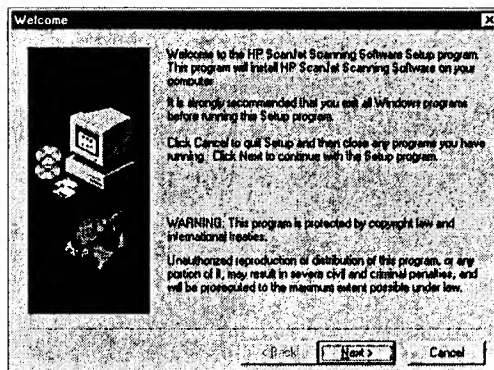 Welcome
Welcome to the HP ScanJet Scanning Software Setup program.
This program will install HP ScanJet Scanning Software on your
computer.
It is strongly recommended that you exit all Windows programs
before running this Setup program.
Click Cancel to quit Setup and then close any programs you have
running. Click Next to continue with the Setup program.
WARNING: This program is protected by copyright law and
international treaties.
Unauthorized reproduction or distribution of this program, or any
portion of it, may result in severe civil and criminal penalties, and
will be prosecuted to the maximum extent possible under law.
< Back
Next >
Cancel